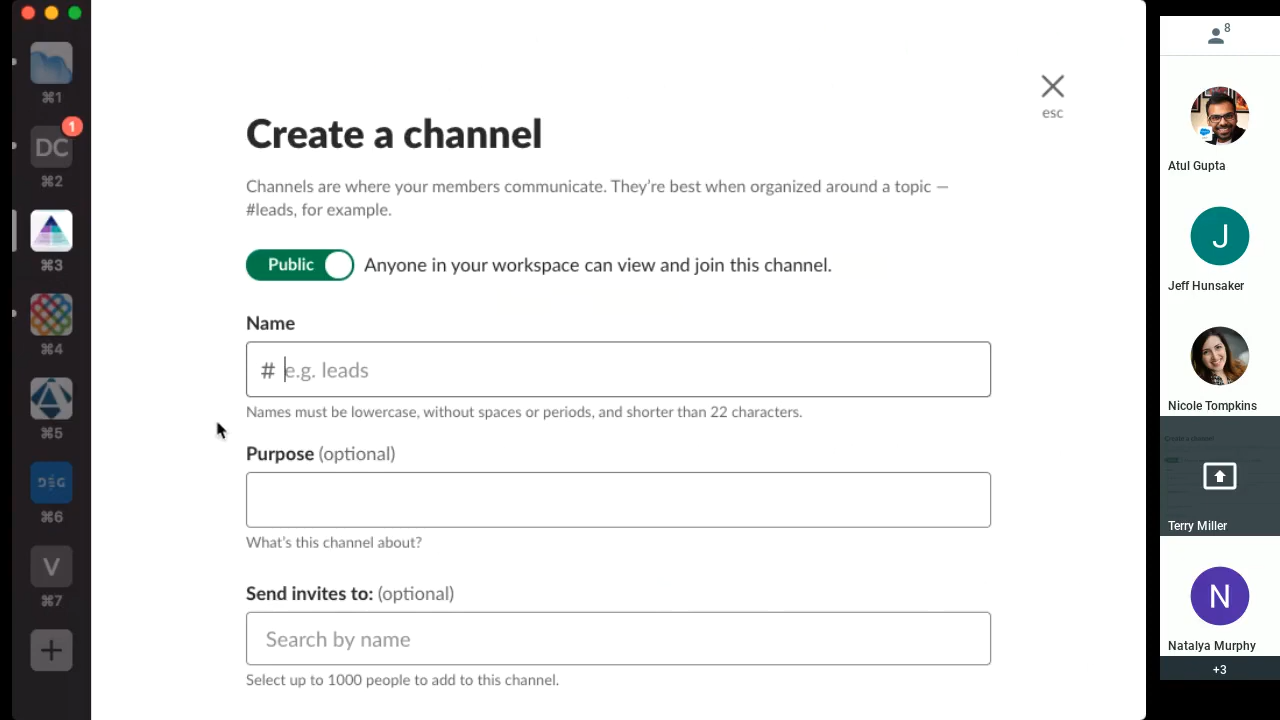 ⌘1
DC
1
⌘2
⌘3
⌘4
⌘5
DEG
⌘6
V
⌘7
esc
Create a channel
Channels are where your members communicate. They’re best when organized around a topic —
#leads, for example.
Public
Anyone in your workspace can view and join this channel.
Name
# e.g. leads
Names must be lowercase, without spaces or periods, and shorter than 22 characters.
Purpose (optional)
What’s this channel about?
Send invites to: (optional)
Search by name
Select up to 1000 people to add to this channel.
8
Atul Gupta
J
Jeff Hunsaker
Nicole Tompkins
Terry Miller
N
Natalya Murphy
+3